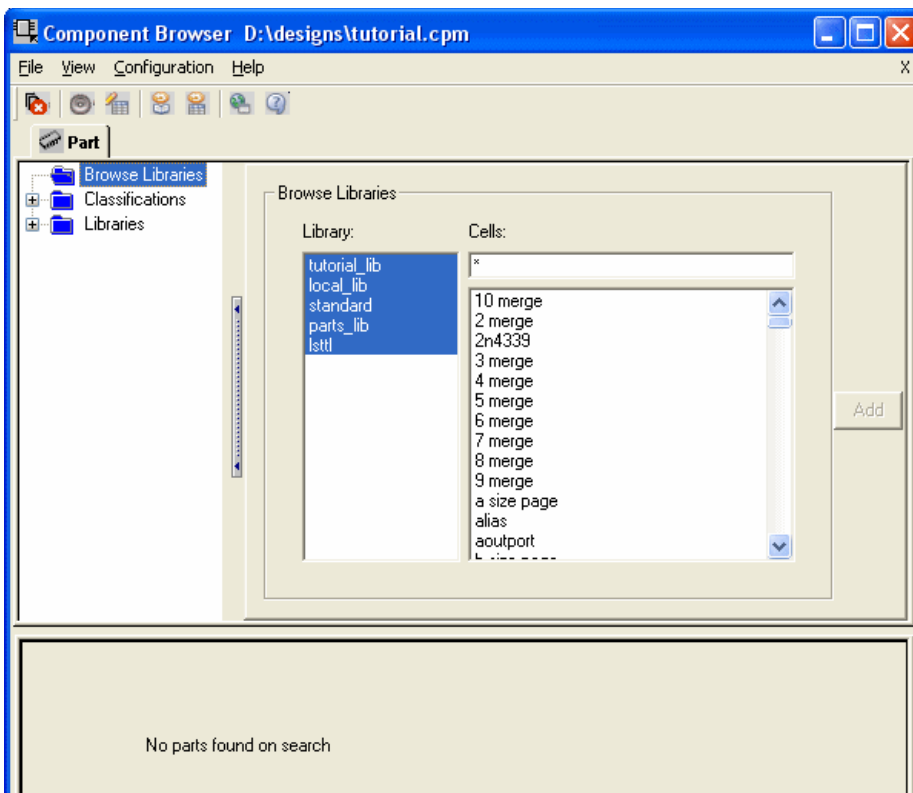 Component Browser D:\designs\tutorial.cpm
File View Configuration Help X
Part
Browse Libraries
Classifications
Libraries
Browse Libraries
Library:
tutorial_lib
local_lib
standard
parts_lib
lsttl
Cells:
*
10 merge
2 merge
2n4339
3 merge
4 merge
5 merge
6 merge
7 merge
8 merge
9 merge
a size page
alias
aoutport
Add
No parts found on search